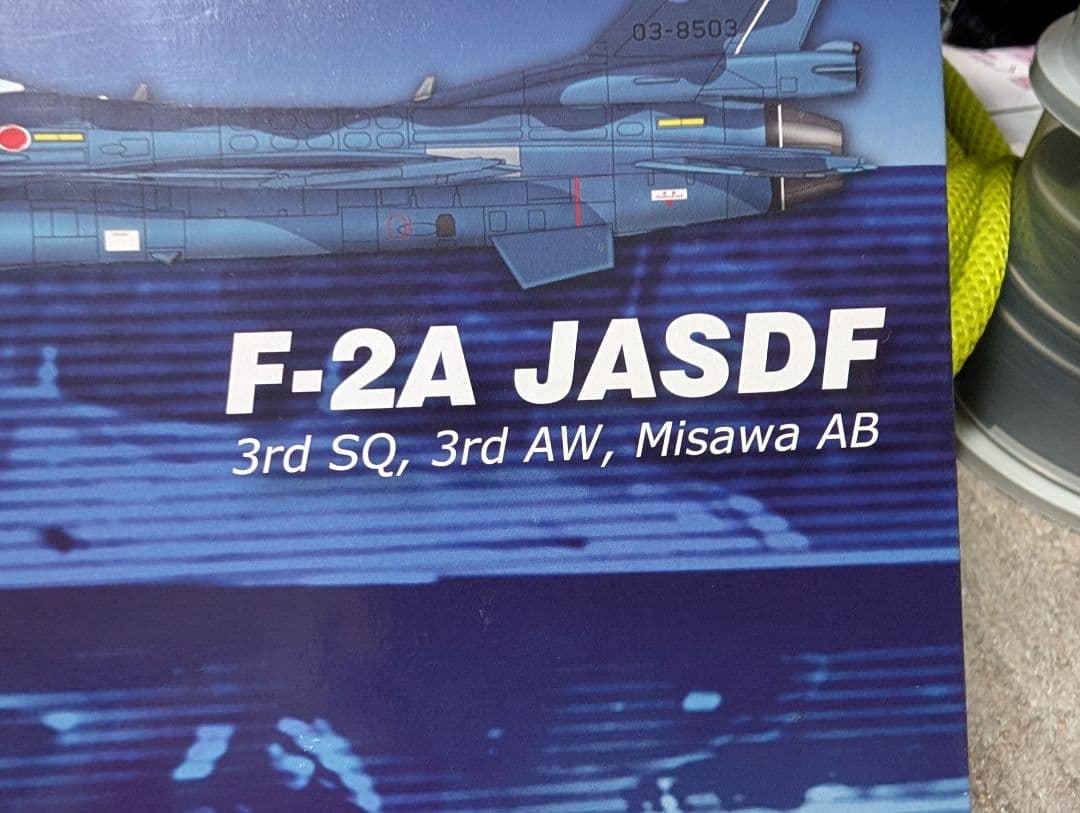 03-8503
F-2A JASDF
3rd SQ, 3rd AW, Misawa AB